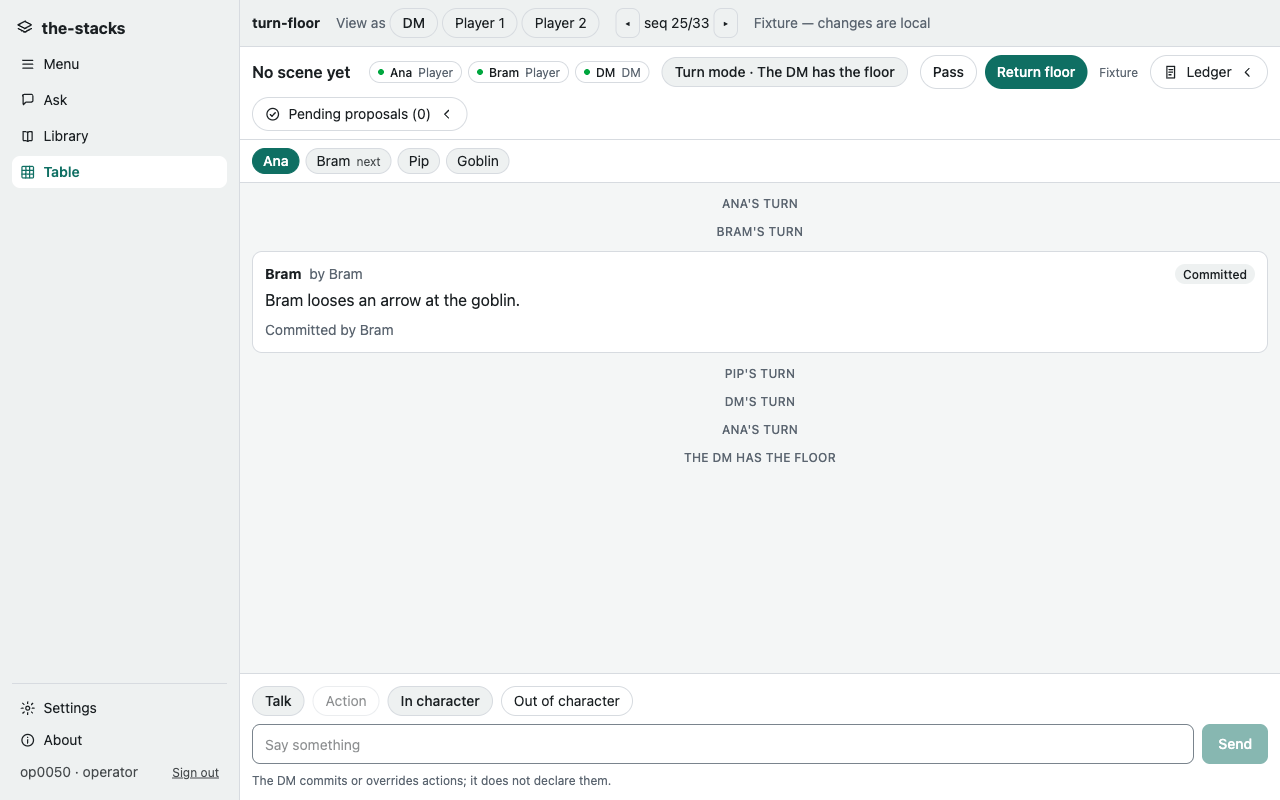 the-stacks
Menu
Ask
Library
Table
Settings
About
op0050 · operator Sign out
turn-floor View as DM Player 1 Player 2 ◂ seq 25/33 ▸ Fixture — changes are local
No scene yet Ana Player Bram Player DM DM Turn mode · The DM has the floor Pass Return floor Fixture Ledger
Pending proposals (0)
Ana Bram next Pip Goblin
ANA'S TURN
BRAM'S TURN
Bram by Bram Committed
Bram looses an arrow at the goblin.
Committed by Bram
PIP'S TURN
DM'S TURN
ANA'S TURN
THE DM HAS THE FLOOR
Talk Action In character Out of character
Say something Send
The DM commits or overrides actions; it does not declare them.